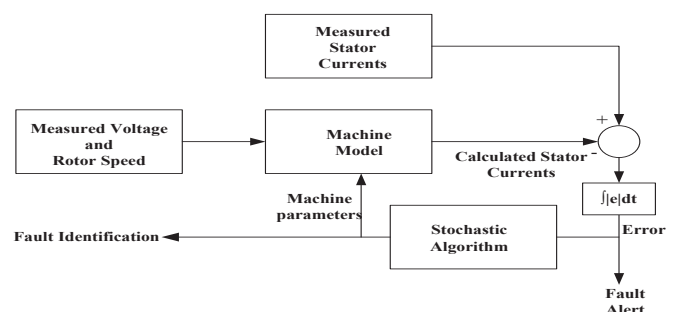 Measured
Stator
Currents
+
Measured Voltage
and
Rotor Speed
Machine
Model
Calculated Stator
-
Currents
Machine
parameters
∫|e|dt
Fault Identification
Stochastic
Algorithm
Error
Fault
Alert